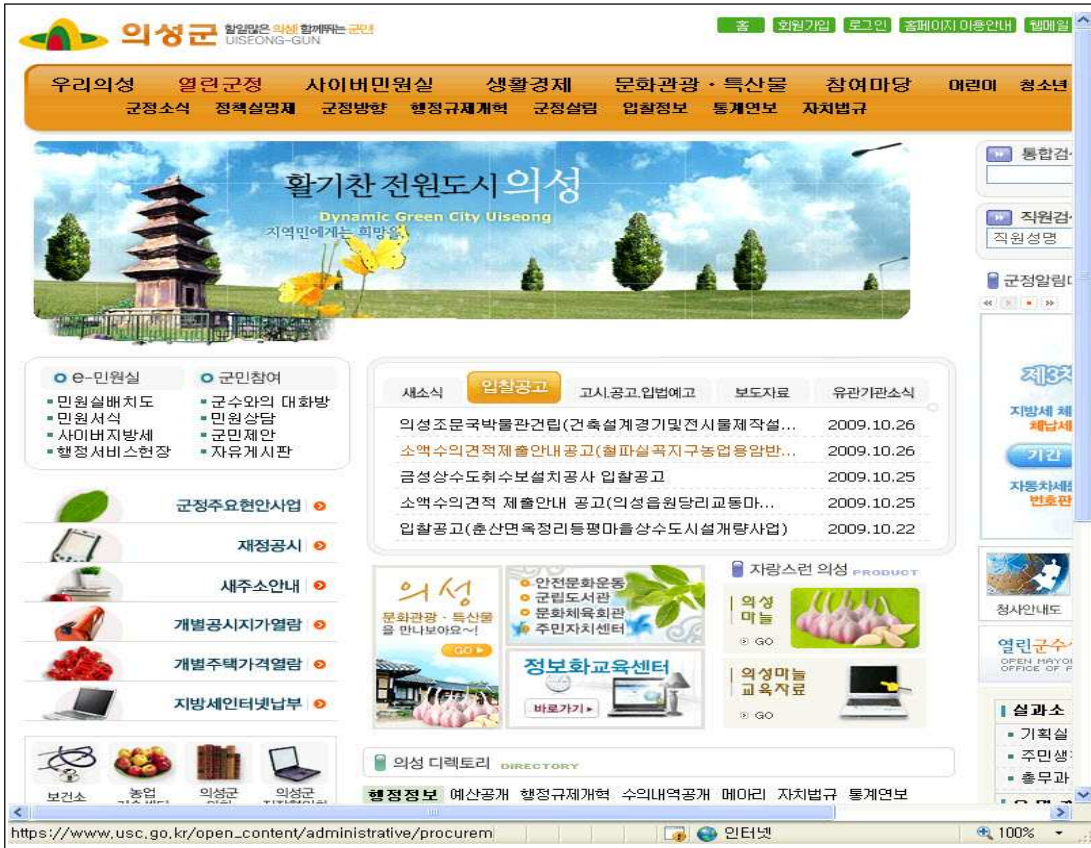 의성군 할일많은 의성! 함께뛰는 군민!
UISEONG-GUN
홈 회원가입 로그인 홈페이지 이용안내 웹메일
우리의성 열린군정 사이버민원실 생활경제 문화관광·특산물 참여마당 어린이 청소년
군정소식 정책실명제 군정방향 행정규제개혁 군정살림 입찰정보 통계연보 자치법규
활기찬 전원도시 의성
Dynamic Green City Uiseong
지역민에게는 희망을
통합검
직원검
직원성명
군정알림
e-민원실
민원실배치도
민원서식
사이버지방세
행정서비스헌장
군민참여
군수와의 대화방
민원상담
군민제안
자유게시판
새소식 입찰공고 고시.공고.입법예고 보도자료 유관기관소식
의성조문국박물관건립(건축설계경기및전시물제작설... 2009.10.26
소액수의견적제출안내공고(철파실곡지구농업용암반... 2009.10.26
금성상수도취수보설치공사 입찰공고 2009.10.25
소액수의견적 제출안내 공고(의성읍원당리교동마... 2009.10.25
입찰공고(춘산면옥정리등평마을상수도시설개량사업) 2009.10.22
제3차
지방세 체
체납세
기간
자동차세
번호판
군정주요현안사업
재정공시
새주소안내
개별공시지가열람
개별주택가격열람
지방세인터넷납부
의성
문화관광·특산물
을 만나보아요~!
GO
안전문화운동
군립도서관
문화체육회관
주민자치센터
정보화교육센터
바로가기
자랑스런 의성 PRODUCT
의성
마늘
GO
의성마늘
교육자료
GO
청사안내도
열린군수
OPEN MAYO
OFFICE OF
실과소
기획실
주민생
총무과
보건소
농업
의성군
의성군
의성 디렉토리 DIRECTORY
행정정보 예산공개 행정규제개혁 수의내역공개 메아리 자치법규 통계연보
https://www.usc.go.kr/open_content/administrative/procurem 인터넷 100%